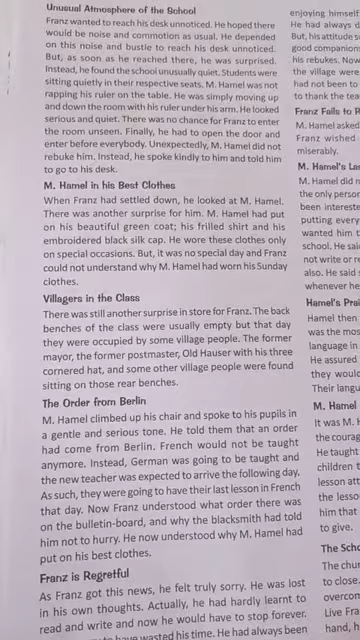 Unusual Atmosphere of the School
Franz wanted to reach his desk unnoticed. He hoped there
would be noise and commotion as usual. He depended
on this noise and bustle to reach his desk unnoticed.
But, as soon as he reached there, he was surprised.
Instead, he found the school unusually quiet. Students were
sitting quietly in their respective seats. M. Hamel was not
rapping his ruler on the table. He was simply moving up
and down the room with his ruler under his arm. He looked
serious and quiet. There was no chance for Franz to enter
the room unseen. Finally, he had to open the door and
enter before everybody. Unexpectedly, M. Hamel did not
rebuke him. Instead, he spoke kindly to him and told him
to go to his desk.
M. Hamel in his Best Clothes
When Franz had settled down, he looked at M. Hamel.
There was another surprise for him. M. Hamel had put
on his beautiful green coat; his frilled shirt and his
embroidered black silk cap. He wore these clothes only
on special occasions. But, it was no special day and Franz
could not understand why M. Hamel had worn his Sunday
clothes.
Villagers in the Class
There was still another surprise in store for Franz. The back
benches of the class were usually empty but that day
they were occupied by some village people. The former
mayor, the former postmaster, Old Hauser with his three
cornered hat, and some other village people were found
sitting on those rear benches.
The Order from Berlin
M. Hamel climbed up his chair and spoke to his pupils in
a gentle and serious tone. He told them that an order
had come from Berlin. French would not be taught
anymore. Instead, German was going to be taught and
the new teacher was expected to arrive the following day.
As such, they were going to have their last lesson in French
that day. Now Franz understood what order there was
on the bulletin-board, and why the blacksmith had told
him not to hurry. He now understood why M. Hamel had
put on his best clothes.
Franz is Regretful
As Franz got this news, he felt truly sorry. He was lost
in his own thoughts. Actually, he had hardly learnt to
read and write and now he would have to stop forever.
to have wasted his time. He had always been
enjoying himself
He had always d
But, his attitude s
good companion
his rebukes. Now
the village were
had not been to
to thank the tea
Franz Fails to R
M. Hamel asked
Franz wished
miserably.
M. Hamel's La
M. Hamel did n
the only person
been intereste
putting every
wanted him t
school. He sai
not write or re
also. He said
whenever he
Hamel's Prai
Hamel then
was the mos
language in
He assured
they woul
Their langu
M. Hamel
It was M. H
the courag
He taught
children t
lesson att
the lesso
him that
to give.
The Scho
The chur
to close.
overcom
Live Fra
hand, h